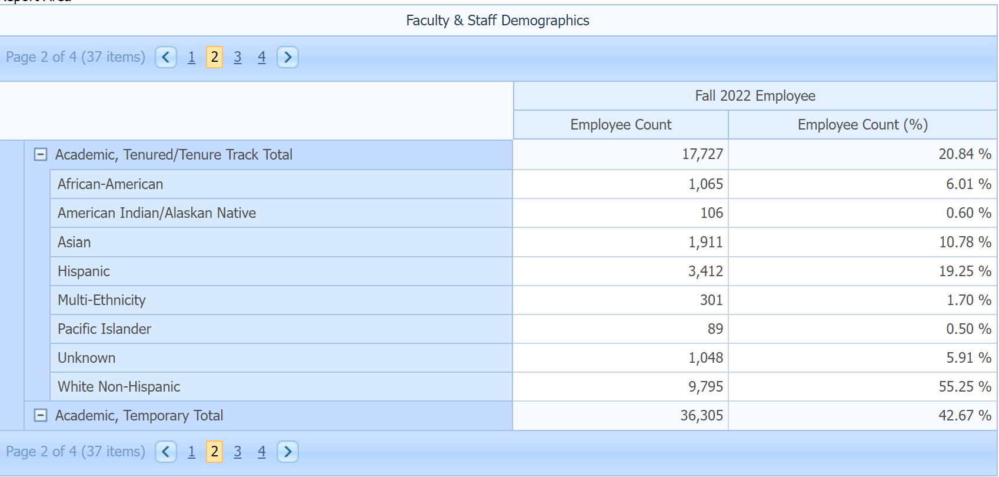 Report Area
Faculty & Staff Demographics
Page 2 of 4 (37 items) 1 2 3 4
Fall 2022 Employee
Employee Count Employee Count (%)
Academic, Tenured/Tenure Track Total 17,727 20.84 %
African-American 1,065 6.01 %
American Indian/Alaskan Native 106 0.60 %
Asian 1,911 10.78 %
Hispanic 3,412 19.25 %
Multi-Ethnicity 301 1.70 %
Pacific Islander 89 0.50 %
Unknown 1,048 5.91 %
White Non-Hispanic 9,795 55.25 %
Academic, Temporary Total 36,305 42.67 %
Page 2 of 4 (37 items) 1 2 3 4